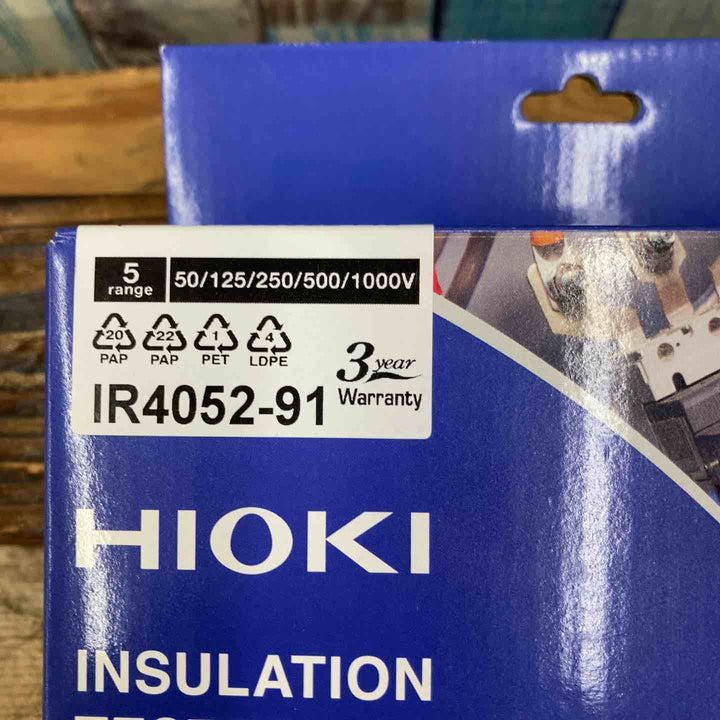 5 range 50/125/250/500/1000V
20 22 1 4
PAP PAP PET LDPE
3 year
Warranty
IR4052-91
HIOKI
INSULATION